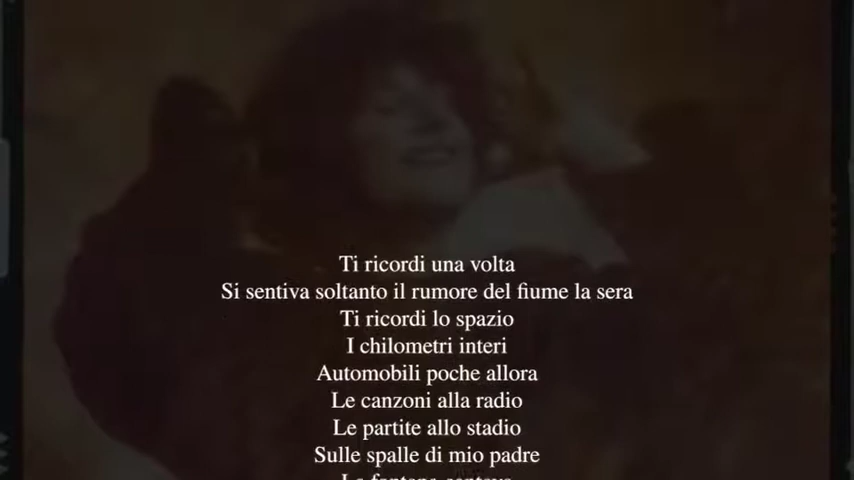 Ti ricordi una volta
Si sentiva soltanto il rumore del fiume la sera
Ti ricordi lo spazio
I chilometri interi
Automobili poche allora
Le canzoni alla radio
Le partite allo stadio
Sulle spalle di mio padre